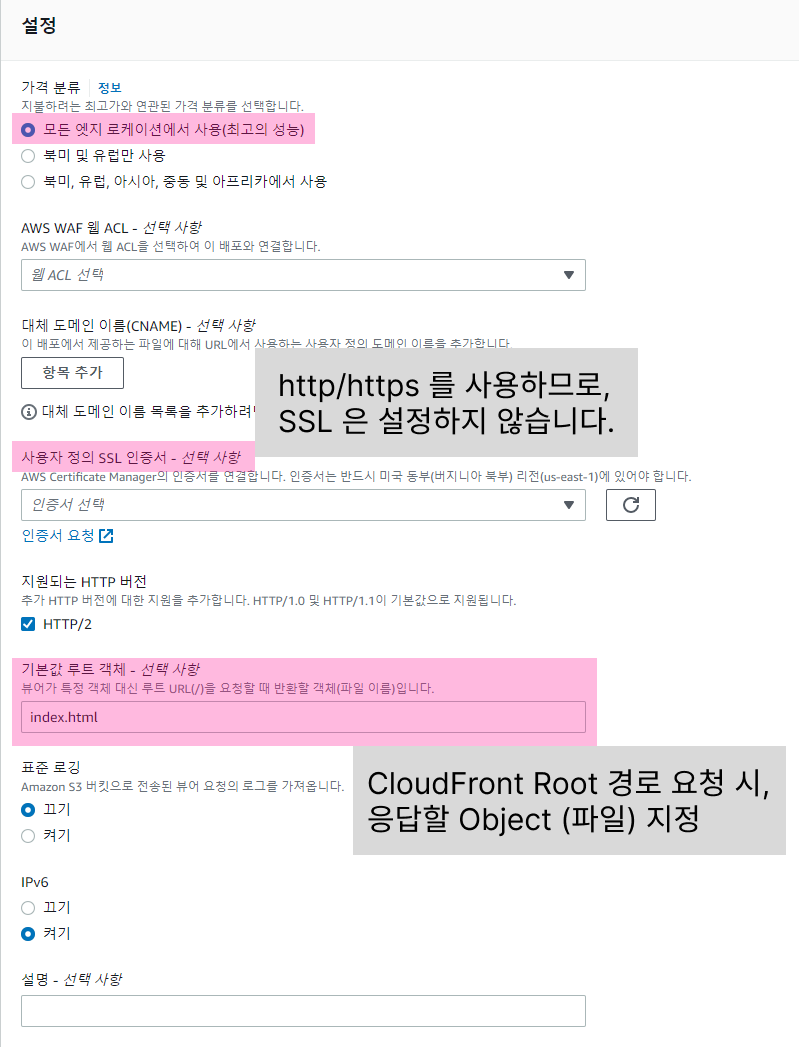 설정
가격 분류 정보
지불하려는 최고가와 연관된 가격 분류를 선택합니다.
모든 엣지 로케이션에서 사용(최고의 성능)
북미 및 유럽만 사용
북미, 유럽, 아시아, 중동 및 아프리카에서 사용
AWS WAF 웹 ACL - 선택 사항
AWS WAF에서 웹 ACL을 선택하여 이 배포와 연결합니다.
웹 ACL 선택
대체 도메인 이름(CNAME) - 선택 사항
이 배포에서 제공하는 파일에 대해 URL에서 사용하는 사용자 정의 도메인 이름을 추가합니다.
항목 추가
http/https 를 사용하므로,
SSL 은 설정하지 않습니다.
대체 도메인 이름 목록을 추가하려
사용자 정의 SSL 인증서 - 선택 사항
AWS Certificate Manager의 인증서를 연결합니다. 인증서는 반드시 미국 동부(버지니아 북부) 리전(us-east-1)에 있어야 합니다.
인증서 선택
인증서 요청
지원되는 HTTP 버전
추가 HTTP 버전에 대한 지원을 추가합니다. HTTP/1.0 및 HTTP/1.1이 기본값으로 지원됩니다.
HTTP/2
기본값 루트 객체 - 선택 사항
뷰어가 특정 객체 대신 루트 URL(/)을 요청할 때 반환할 객체(파일 이름)입니다.
index.html
표준 로깅
Amazon S3 버킷으로 전송된 뷰어 요청의 로그를 가져옵니다.
끄기
켜기
CloudFront Root 경로 요청 시,
응답할 Object (파일) 지정
IPv6
끄기
켜기
설명 - 선택 사항